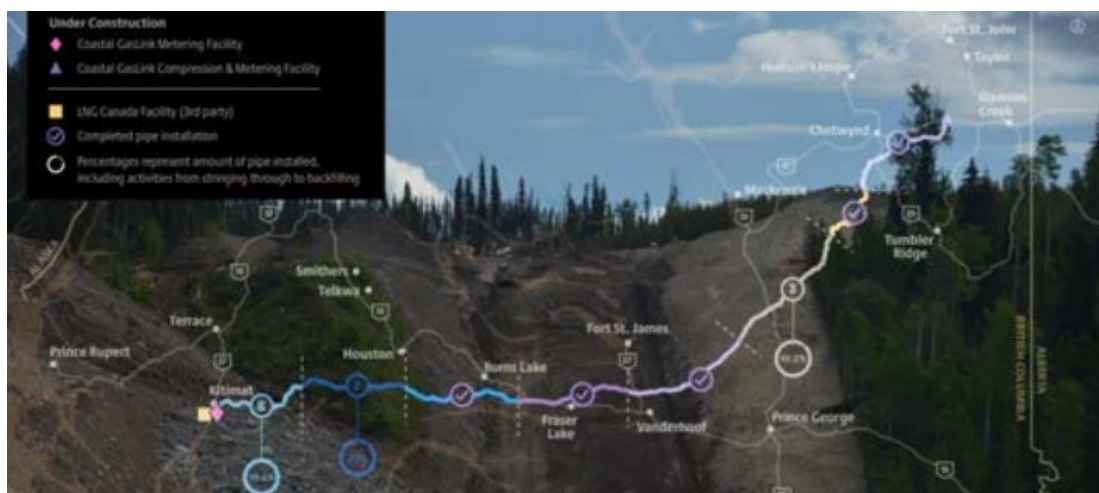 Under Construction
Coastal GasLink Metering Facility
Coastal GasLink Compression & Metering Facility
LNG Canada Facility (3rd party)
Completed pipe installation
Percentages represent amount of pipe installed,
including activities from stringing through to backfilling
Fort St. John
Taylor
Hudson's Hope
Chetwynd
Mackenzie
Tumbler
Ridge
Smithers
Telkwa
Terrace
Prince Rupert
Houston
Fort St. James
Burns Lake
Kitimat
Fraser
Lake
Vanderhoof
Prince George
3
27
ALBERTA
BRITISH COLUMBIA